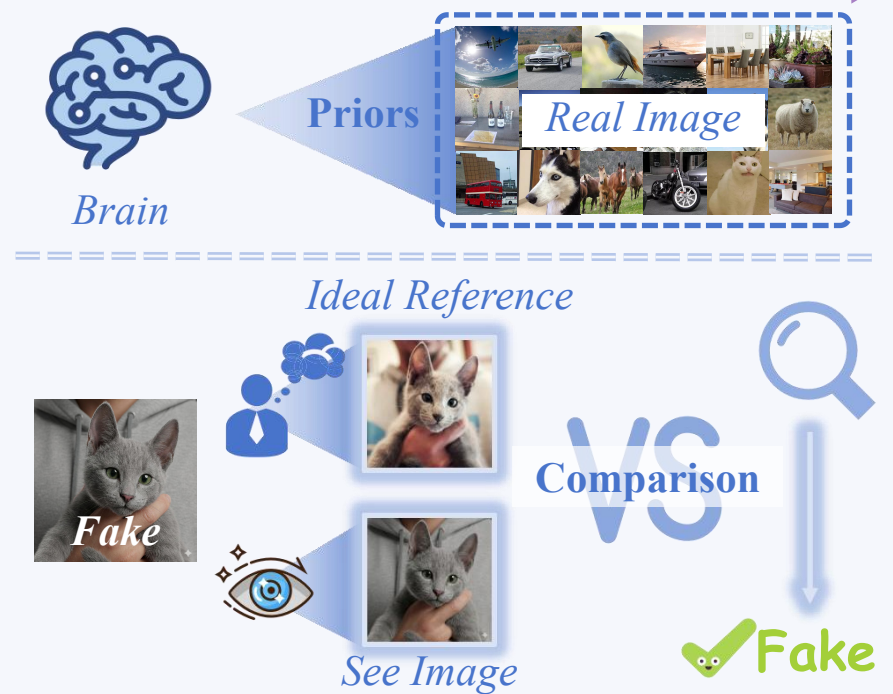 Priors
Real Image
Brain
Ideal Reference
Fake
VS
Comparison
See Image
Fake